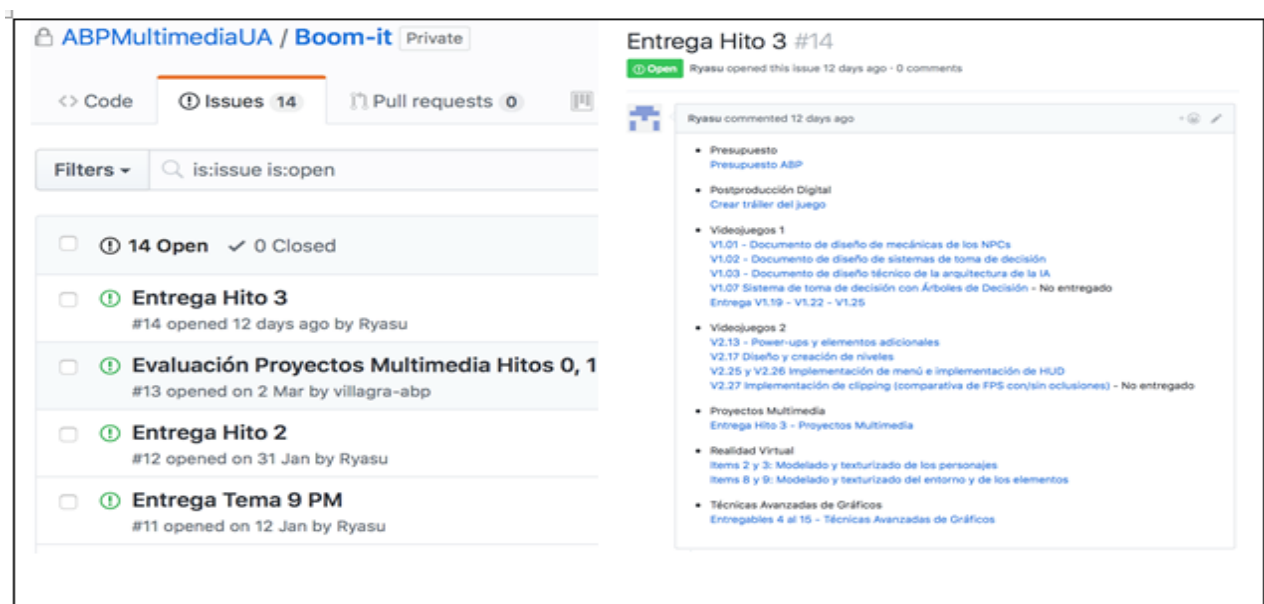 ABPMultimediaUA / Boom-it Private
<> Code
Issues 14
Pull requests 0
Filters
is:issue is:open
14 Open ✓ 0 Closed
Entrega Hito 3
#14 opened 12 days ago by Ryasu
Evaluación Proyectos Multimedia Hitos 0, 1
#13 opened on 2 Mar by villagra-abp
Entrega Hito 2
#12 opened on 31 Jan by Ryasu
Entrega Tema 9 PM
#11 opened on 12 Jan by Ryasu
Entrega Hito 3 #14
Open Ryasu opened this issue 12 days ago · 0 comments
Ryasu commented 12 days ago
• Presupuesto
Presupuesto ABP
• Postproducción Digital
Crear tráiler del juego
• Videojuegos 1
V1.01 - Documento de diseño de mecánicas de los NPCs
V1.02 - Documento de diseño de sistemas de toma de decisión
V1.03 - Documento de diseño técnico de la arquitectura de la IA
V1.07 Sistema de toma de decisión con Árboles de Decisión - No entregado
Entrega V1.19 - V1.22 - V1.25
• Videojuegos 2
V2.13 - Power-ups y elementos adicionales
V2.17 Diseño y creación de niveles
V2.25 y V2.26 Implementación de menú e implementación de HUD
V2.27 Implementación de clipping (comparativa de FPS con/sin oclusiones) - No entregado
• Proyectos Multimedia
Entrega Hito 3 - Proyectos Multimedia
• Realidad Virtual
Items 2 y 3: Modelado y texturizado de los personajes
Items 8 y 9: Modelado y texturizado del entorno y de los elementos
• Técnicas Avanzadas de Gráficos
Entregables 4 al 15 - Técnicas Avanzadas de Gráficos